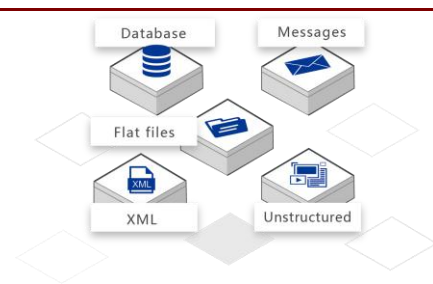 Database
Messages
Flat files
XML
XML
Unstructured